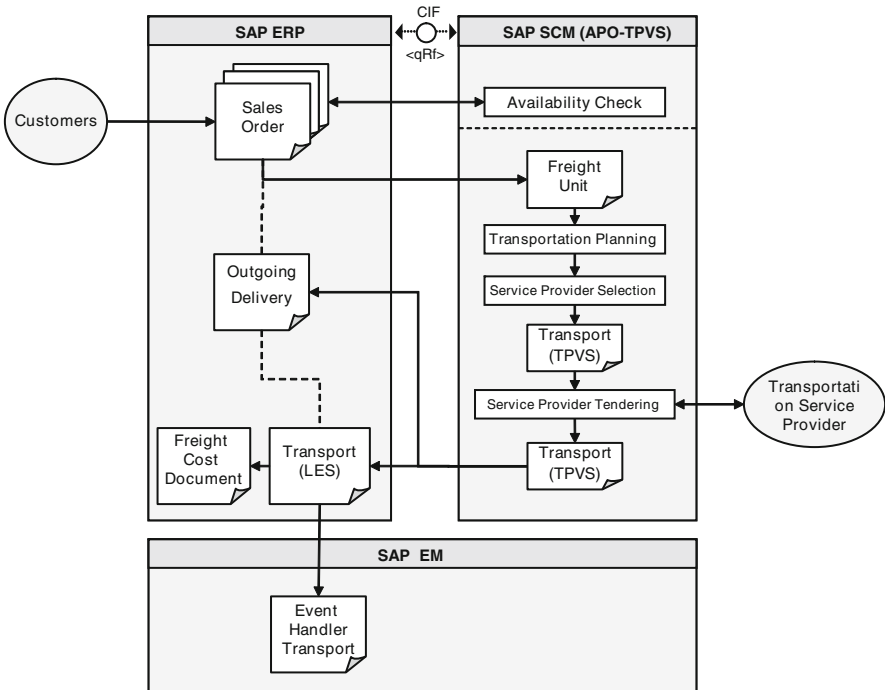 CIF
SAP ERP
SAP SCM (APO-TPVS)
<qRf>
Customers
Sales
Order
Availability Check
Freight
Unit
Transportation Planning
Outgoing
Delivery
Service Provider Selection
Transport
(TPVS)
Service Provider Tendering
Transportati
on Service
Provider
Freight
Cost
Document
Transport
(LES)
Transport
(TPVS)
SAP EM
Event
Handler
Transport